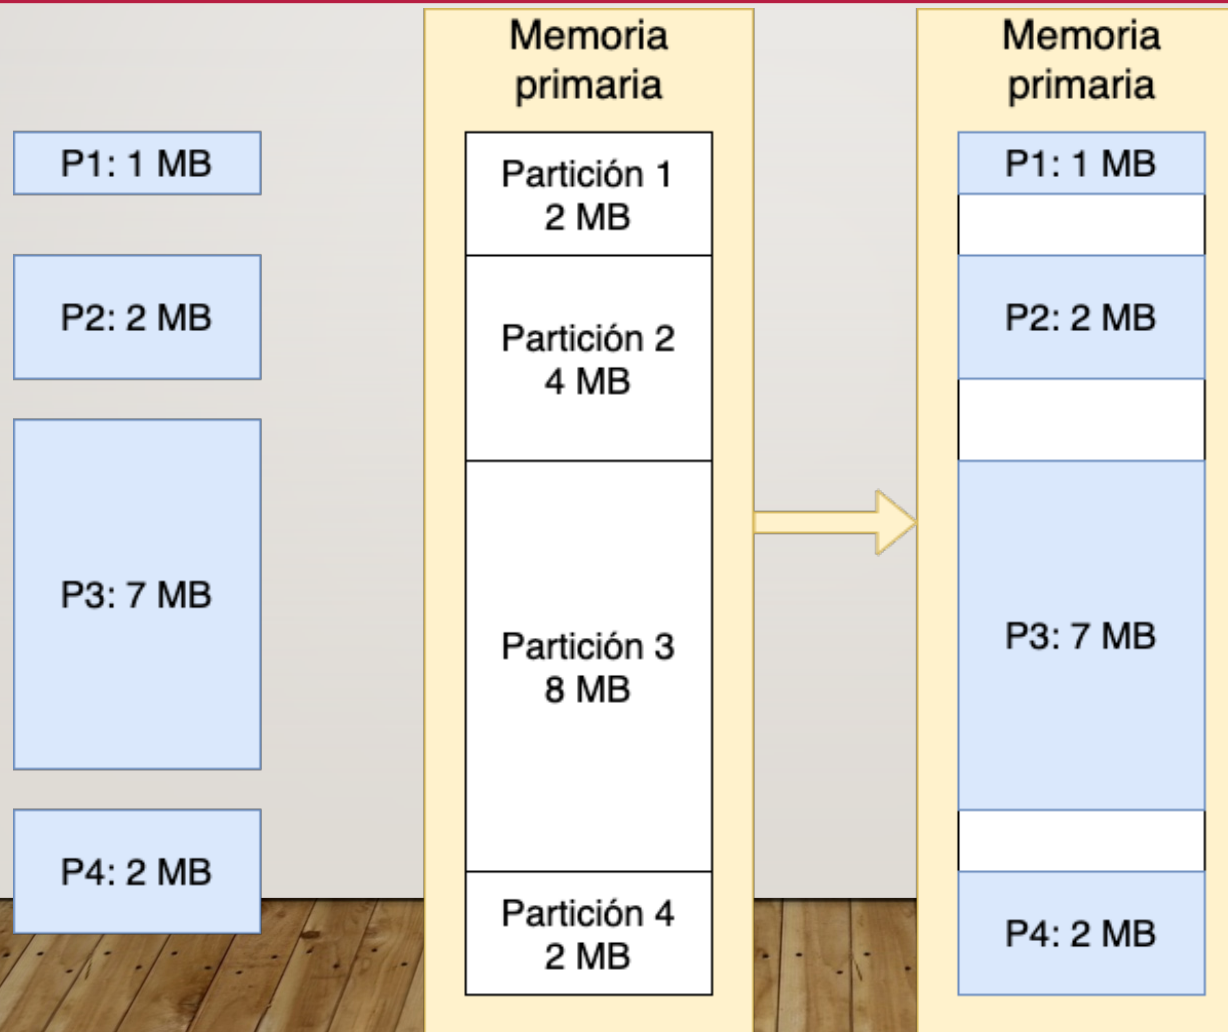 P1: 1 MB
P2: 2 MB
P3: 7 MB
P4: 2 MB
Memoria
primaria
Partición 1
2 MB
Partición 2
4 MB
Partición 3
8 MB
Partición 4
2 MB
Memoria
primaria
P1: 1 MB
P2: 2 MB
P3: 7 MB
P4: 2 MB